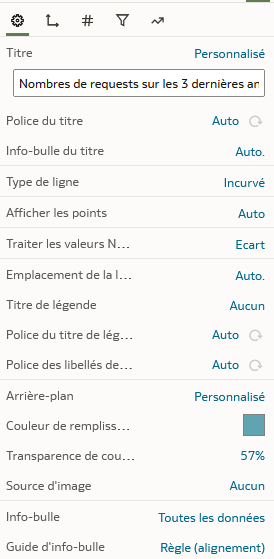 Titre Personnalisé
Nombres de requests sur les 3 dernières an
Police du titre Auto
Info-bulle du titre Auto.
Type de ligne Incurvé
Afficher les points Auto
Traiter les valeurs N... Ecart
Emplacement de la l... Auto.
Titre de légende Aucun
Police du titre de lég... Auto
Police des libellés de... Auto
Arrière-plan Personnalisé
Couleur de rempliss...
Transparence de cou... 57%
Source d'image Aucun
Info-bulle Toutes les données
Guide d'info-bulle Règle (alignement)